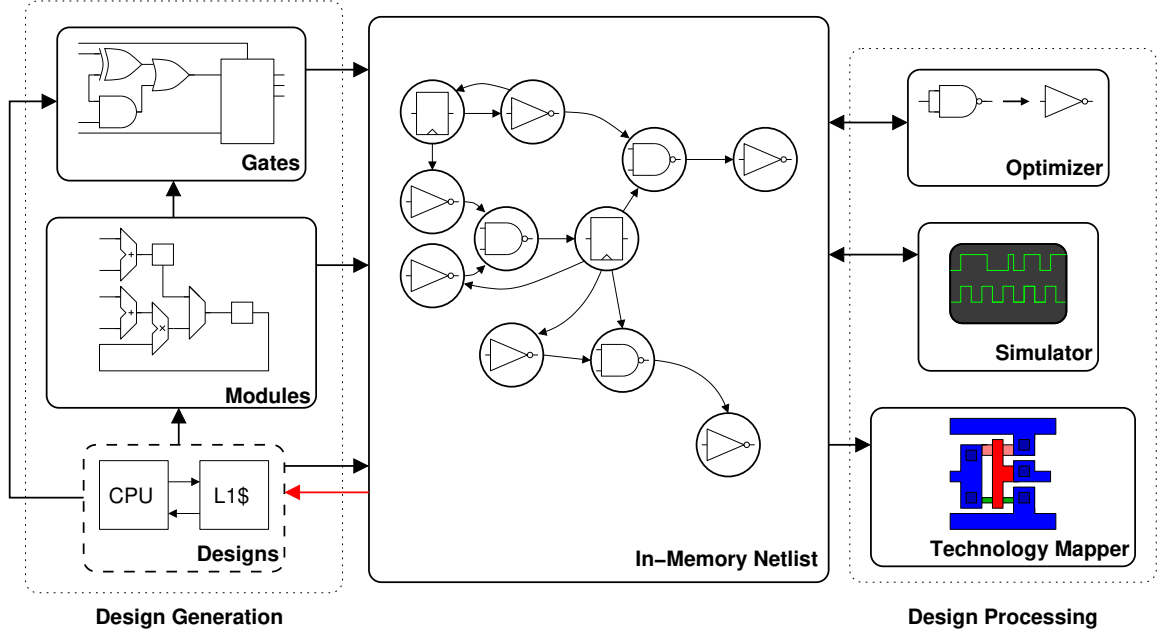 Gates
+
+
×
Modules
CPU
L1$
Designs
Design Generation
In−Memory Netlist
Optimizer
Simulator
Technology Mapper
Design Processing